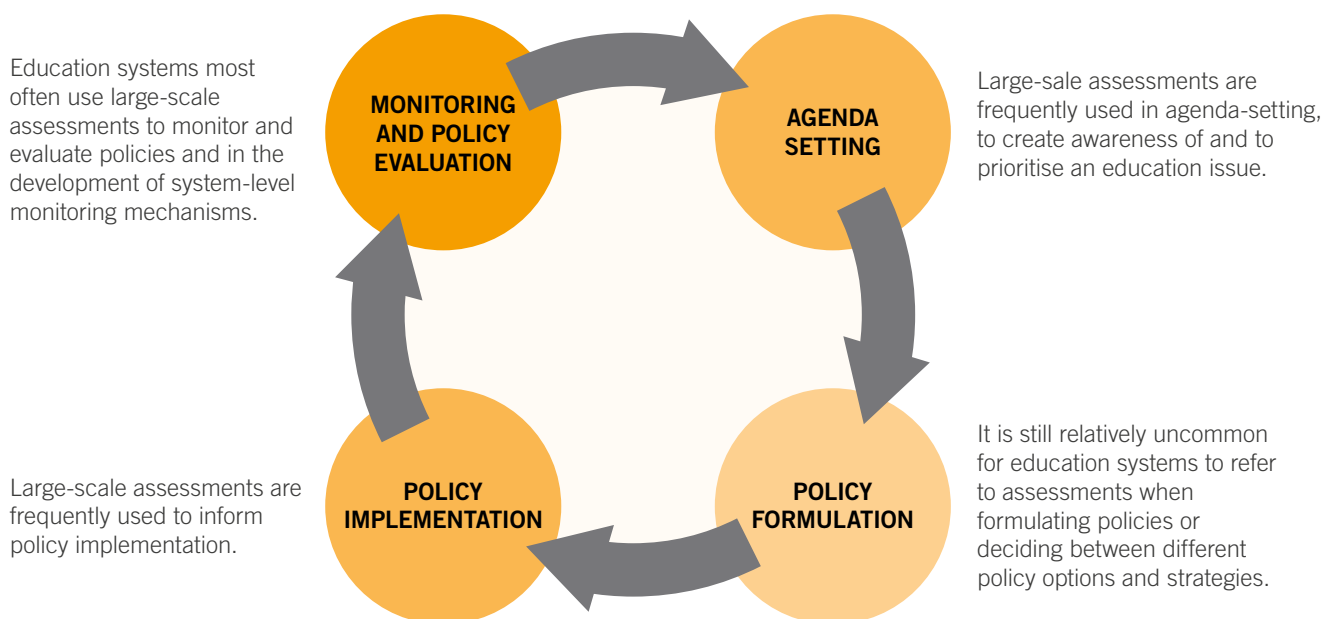 Education systems most
often use large-scale
assessments to monitor and
evaluate policies and in the
development of system-level
monitoring mechanisms.
MONITORING
AND POLICY
EVALUATION
AGENDA
SETTING
Large-sale assessments are
frequently used in agenda-setting,
to create awareness of and to
prioritise an education issue.
Large-scale assessments are
frequently used to inform
policy implementation.
POLICY
IMPLEMENTATION
POLICY
FORMULATION
It is still relatively uncommon
for education systems to refer
to assessments when
formulating policies or
deciding between different
policy options and strategies.